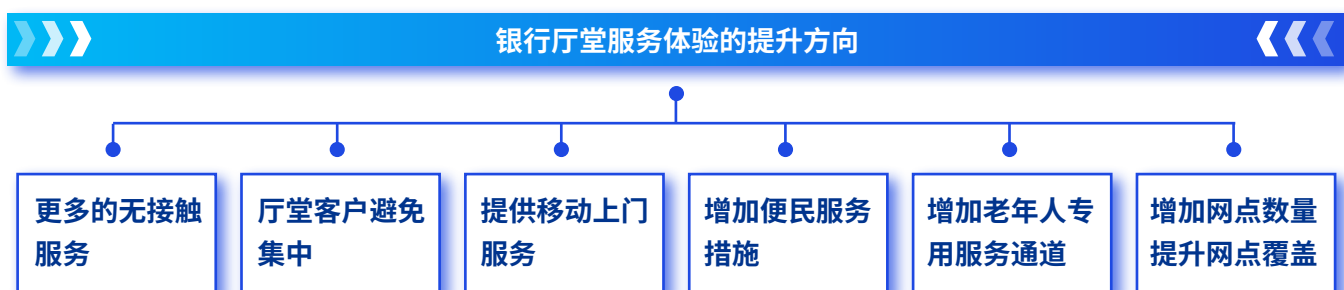 银行厅堂服务体验的提升方向
更多的无接触
服务
厅堂客户避免
集中
提供移动上门
服务
增加便民服务
措施
增加老年人专
用服务通道
增加网点数量
提升网点覆盖